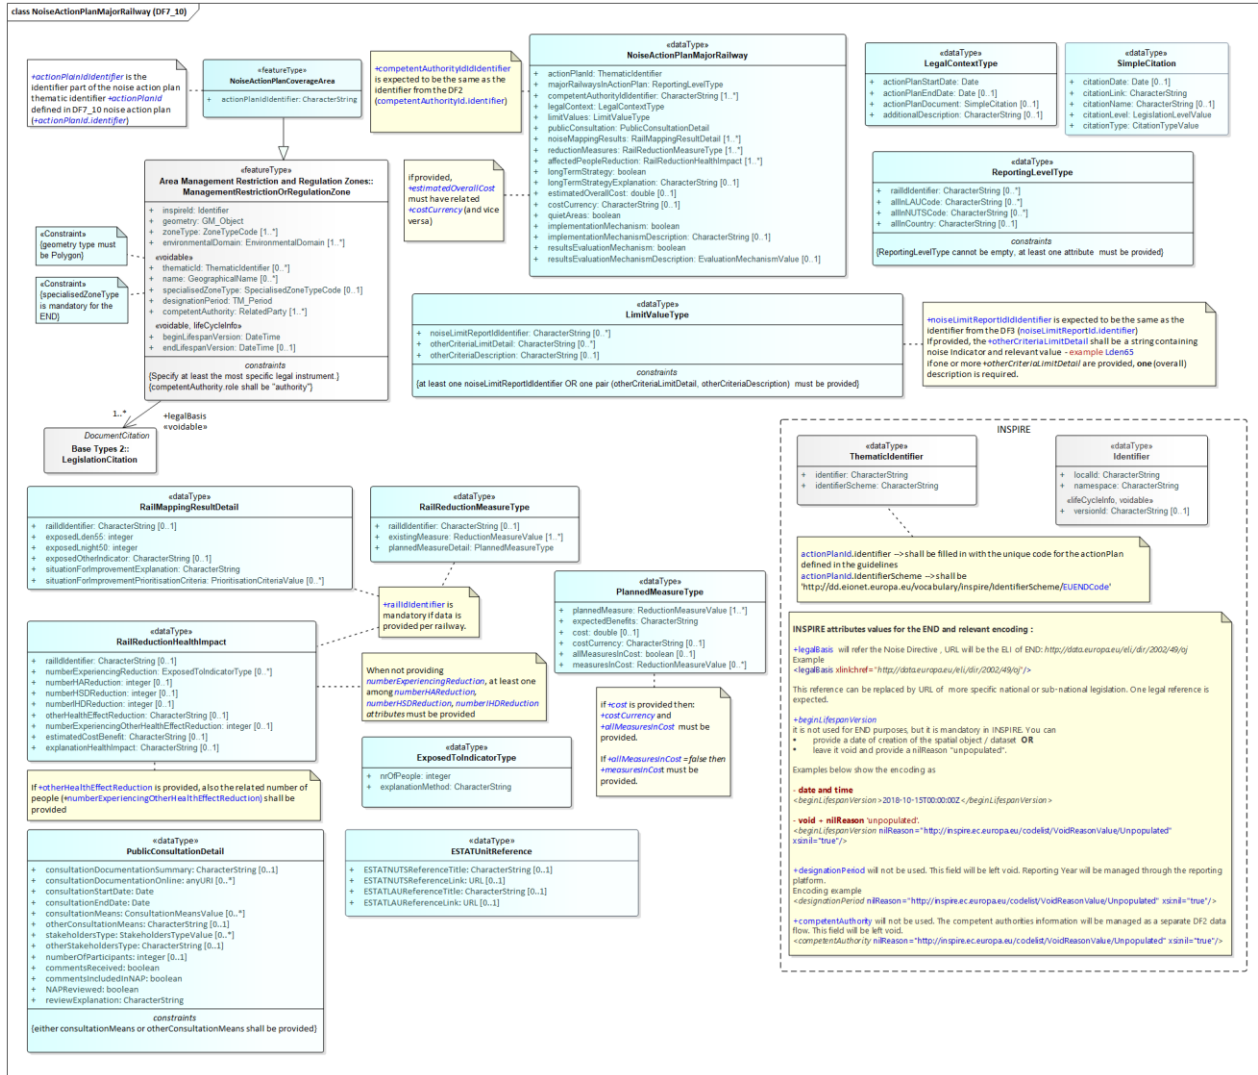 class NoiseActionPlanMajorRailway (DF7_10)
+actionPlainIdIdentifier is the
identifier part of the noise action plan
thematic identifier +actionPlanId
defined in DF7_10 noise action plan
(+actionPlanId.identifier)
«featureType»
NoiseActionPlanCoverageArea
+ actionPlanIdIdentifier: CharacterString
+competentAuthorityIdIdentifier
is expected to be the same as the
identifier from the DF2
(competentAuthorityId.identifier)
«dataType»
NoiseActionPlanMajorRailway
+ actionPlanId: ThematicIdentifier
+ majorRailwaysInActionPlan: ReportingLevelType
+ competentAuthorityIdIdentifier: CharacterString [1..*]
+ legalContext: LegalContextType
+ limitValues: LimitValueType
+ publicConsultation: PublicConsultationDetail
+ noiseMappingResults: RailMappingResultDetail [1..*]
+ reductionMeasures: RailReductionMeasureType [1..*]
+ affectedPeopleReduction: RailReductionHealthImpact [1..*]
+ longTermStrategy: boolean
+ longTermStrategyExplanation: CharacterString [0..1]
+ estimatedOverallCost: double [0..1]
+ costCurrency: CharacterString [0..1]
+ quietAreas: boolean
+ implementationMechanism: boolean
+ implementationMechanismDescription: CharacterString [0..1]
+ resultsEvaluationMechanism: boolean
+ resultsEvaluationMechanismDescription: EvaluationMechanismValue [0..1]
«dataType»
LegalContextType
+ actionPlanStartDate: Date
+ actionPlanEndDate: Date [0..1]
+ actionPlanDocument: SimpleCitation [0..1]
+ additionalDescription: CharacterString [0..1]
«dataType»
SimpleCitation
+ citationDate: Date [0..1]
+ citationLink: CharacterString
+ citationName: CharacterString [0..1]
+ citationLevel: LegislationLevelValue
+ citationType: CitationTypeValue
«dataType»
ReportingLevelType
+ railIdIdentifier: CharacterString [0..*]
+ allInLAUCode: CharacterString [0..*]
+ allInNUTSCode: CharacterString [0..*]
+ allInCountry: CharacterString [0..1]
constraints
{ReportingLevelType cannot be empty, at least one attribute must be provided}
if provided,
+estimatedOverallCost
must have related
+costCurrency (and vice
versa)
«featureType»
Area Management Restriction and Regulation Zones::
ManagementRestrictionOrRegulationZone
+ inspireId: Identifier
+ geometry: GM_Object
+ zoneType: ZoneTypeCode [1..*]
+ environmentalDomain: EnvironmentalDomain [1..*]
«voidable»
+ thematicId: ThematicIdentifier [0..*]
+ name: GeographicalName [0..*]
+ specialisedZoneType: SpecialisedZoneTypeCode [0..1]
+ designationPeriod: TM_Period
+ competentAuthority: RelatedParty [1..*]
«voidable, lifeCycleInfo»
+ beginLifespanVersion: DateTime
+ endLifespanVersion: DateTime [0..1]
constraints
{Specify at least the most specific legal instrument.}
{competentAuthority.role shall be "authority"}
«Constraint»
{geometry type must
be Polygon}
«Constraint»
{specialisedZoneType
is mandatory for the
END}
1..*
+legalBasis
«voidable»
DocumentCitation
Base Types 2::
LegislationCitation
«dataType»
LimitValueType
+ noiseLimitReportIdIdentifier: CharacterString [0..*]
+ otherCriteriaLimitDetail: CharacterString [0..*]
+ otherCriteriaDescription: CharacterString [0..1]
constraints
{at least one noiseLimitReportIdIdentifier OR one pair (otherCriteriaLimitDetail, otherCriteriaDescription) must be provided}
+noiseLimitReportIdIdentifier is expected to be the same as the
identifier from the DF3 (noiseLimitReportId.identifier)
If provided, the +otherCriteriaLimitDetail shall be a string containing
noise Indicator and relevant value - example Lden65
If one or more +otherCriteriaLimitDetail are provided, one (overall)
description is required.
INSPIRE
«dataType»
ThematicIdentifier
+ identifier: CharacterString
+ identifierScheme: CharacterString
«dataType»
Identifier
+ localId: CharacterString
+ namespace: CharacterString
«lifeCycleInfo, voidable»
+ versionId: CharacterString [0..1]
actionPlanId.identifier -->shall be filled in with the unique code for the actionPlan
defined in the guidelines
actionPlanId.IdentifierScheme -->shall be
'http://dd.eionet.europa.eu/vocabulary/inspire/IdentifierScheme/EUENDCode'
INSPIRE attributes values for the END and relevant encoding :
+legalBasis will refer the Noise Directive , URL will be the ELI of END: http://data.europa.eu/eli/dir/2002/49/oj
Example
<legalBasis xlink:href="http://data.europa.eu/eli/dir/2002/49/oj"/>
This reference can be replaced by URL of more specific national or sub-national legislation. One legal reference is
expected.
+beginLifespanVersion
it is not used for END purposes, but it is mandatory in INSPIRE. You can
• provide a date of creation of the spatial object / dataset OR
• leave it void and provide a nilReason "unpopulated".
Examples below show the encoding as
- date and time
<beginLifespanVersion>2018-10-15T00:00:00Z</beginLifespanVersion>
- void + nilReason 'unpopulated'.
<beginLifespanVersion nilReason="http://inspire.ec.europa.eu/codelist/VoidReasonValue/Unpopulated"
xsi:nil="true"/>
+designationPeriod will not be used. This field will be left void. Reporting Year will be managed through the reporting
platform.
Encoding example
<designationPeriod nilReason="http://inspire.ec.europa.eu/codelist/VoidReasonValue/Unpopulated" xsi:nil="true"/>
+competentAuthority will not be used. The competent authorities information will be managed as a separate DF2 data
flow. This field will be left void.
<competentAuthority nilReason="http://inspire.ec.europa.eu/codelist/VoidReasonValue/Unpopulated" xsi:nil="true"/>
«dataType»
RailMappingResultDetail
+ railIdIdentifier: CharacterString [0..1]
+ exposedLden55: integer
+ exposedLnight50: integer
+ exposedOtherIndicator: CharacterString [0..1]
+ situationForImprovementExplanation: CharacterString
+ situationForImprovementPrioritisationCriteria: PrioritisationCriteriaValue [0..*]
«dataType»
RailReductionMeasureType
+ railIdIdentifier: CharacterString [0..1]
+ existingMeasure: ReductionMeasureValue [1..*]
+ plannedMeasureDetail: PlannedMeasureType
+railIdIdentifier is
mandatory if data is
provided per railway.
«dataType»
PlannedMeasureType
+ plannedMeasure: ReductionMeasureValue [1..*]
+ expectedBenefits: CharacterString
+ cost: double [0..1]
+ costCurrency: CharacterString [0..1]
+ allMeasuresInCost: boolean [0..1]
+ measuresInCost: ReductionMeasureValue [0..*]
«dataType»
RailReductionHealthImpact
+ railIdIdentifier: CharacterString [0..1]
+ numberExperiencingReduction: ExposedToIndicatorType [0..*]
+ numberHAReduction: integer [0..1]
+ numberHSDReduction: integer [0..1]
+ numberIHDReduction: integer [0..1]
+ otherHealthEffectReduction: CharacterString [0..1]
+ numberExperiencingOtherHealthEffectReduction: integer [0..1]
+ estimatedCostBenefit: CharacterString [0..1]
+ explanationHealthImpact: CharacterString [0..1]
When not providing
numberExperiencingReduction, at least one
among numberHAReduction,
numberHSDReduction, numberIHDReduction
attributes must be provided
if +cost is provided then:
+costCurrency and
+allMeasuresInCost must be
provided.
If +allMeasuresInCost=false then
+measuresInCost must be
provided.
«dataType»
ExposedToIndicatorType
+ nrOfPeople: integer
+ explanationMethod: CharacterString
If +otherHealthEffectReduction is provided, also the related number of
people (+numberExperiencingOtherHealthEffectReduction) shall be
provided
«dataType»
PublicConsultationDetail
+ consultationDocumentationSummary: CharacterString [0..1]
+ consultationDocumentationOnline: anyURI [0..*]
+ consultationStartDate: Date
+ consultationEndDate: Date
+ consultationMeans: ConsultationMeansValue [0..*]
+ otherConsultationMeans: CharacterString [0..1]
+ stakeholdersType: StakeholdersTypeValue [0..*]
+ otherStakeholdersType: CharacterString [0..1]
+ numberOfParticipants: integer [0..1]
+ commentsReceived: boolean
+ commentsIncludedInNAP: boolean
+ NAPReviewed: boolean
+ reviewExplanation: CharacterString
constraints
{either consultationMeans or otherConsultationMeans shall be provided}
«dataType»
ESTATUnitReference
+ ESTATNUTSReferenceTitle: CharacterString [0..1]
+ ESTATNUTSReferenceLink: URL [0..1]
+ ESTATLAUReferenceTitle: CharacterString [0..1]
+ ESTATLAUReferenceLink: URL [0..1]